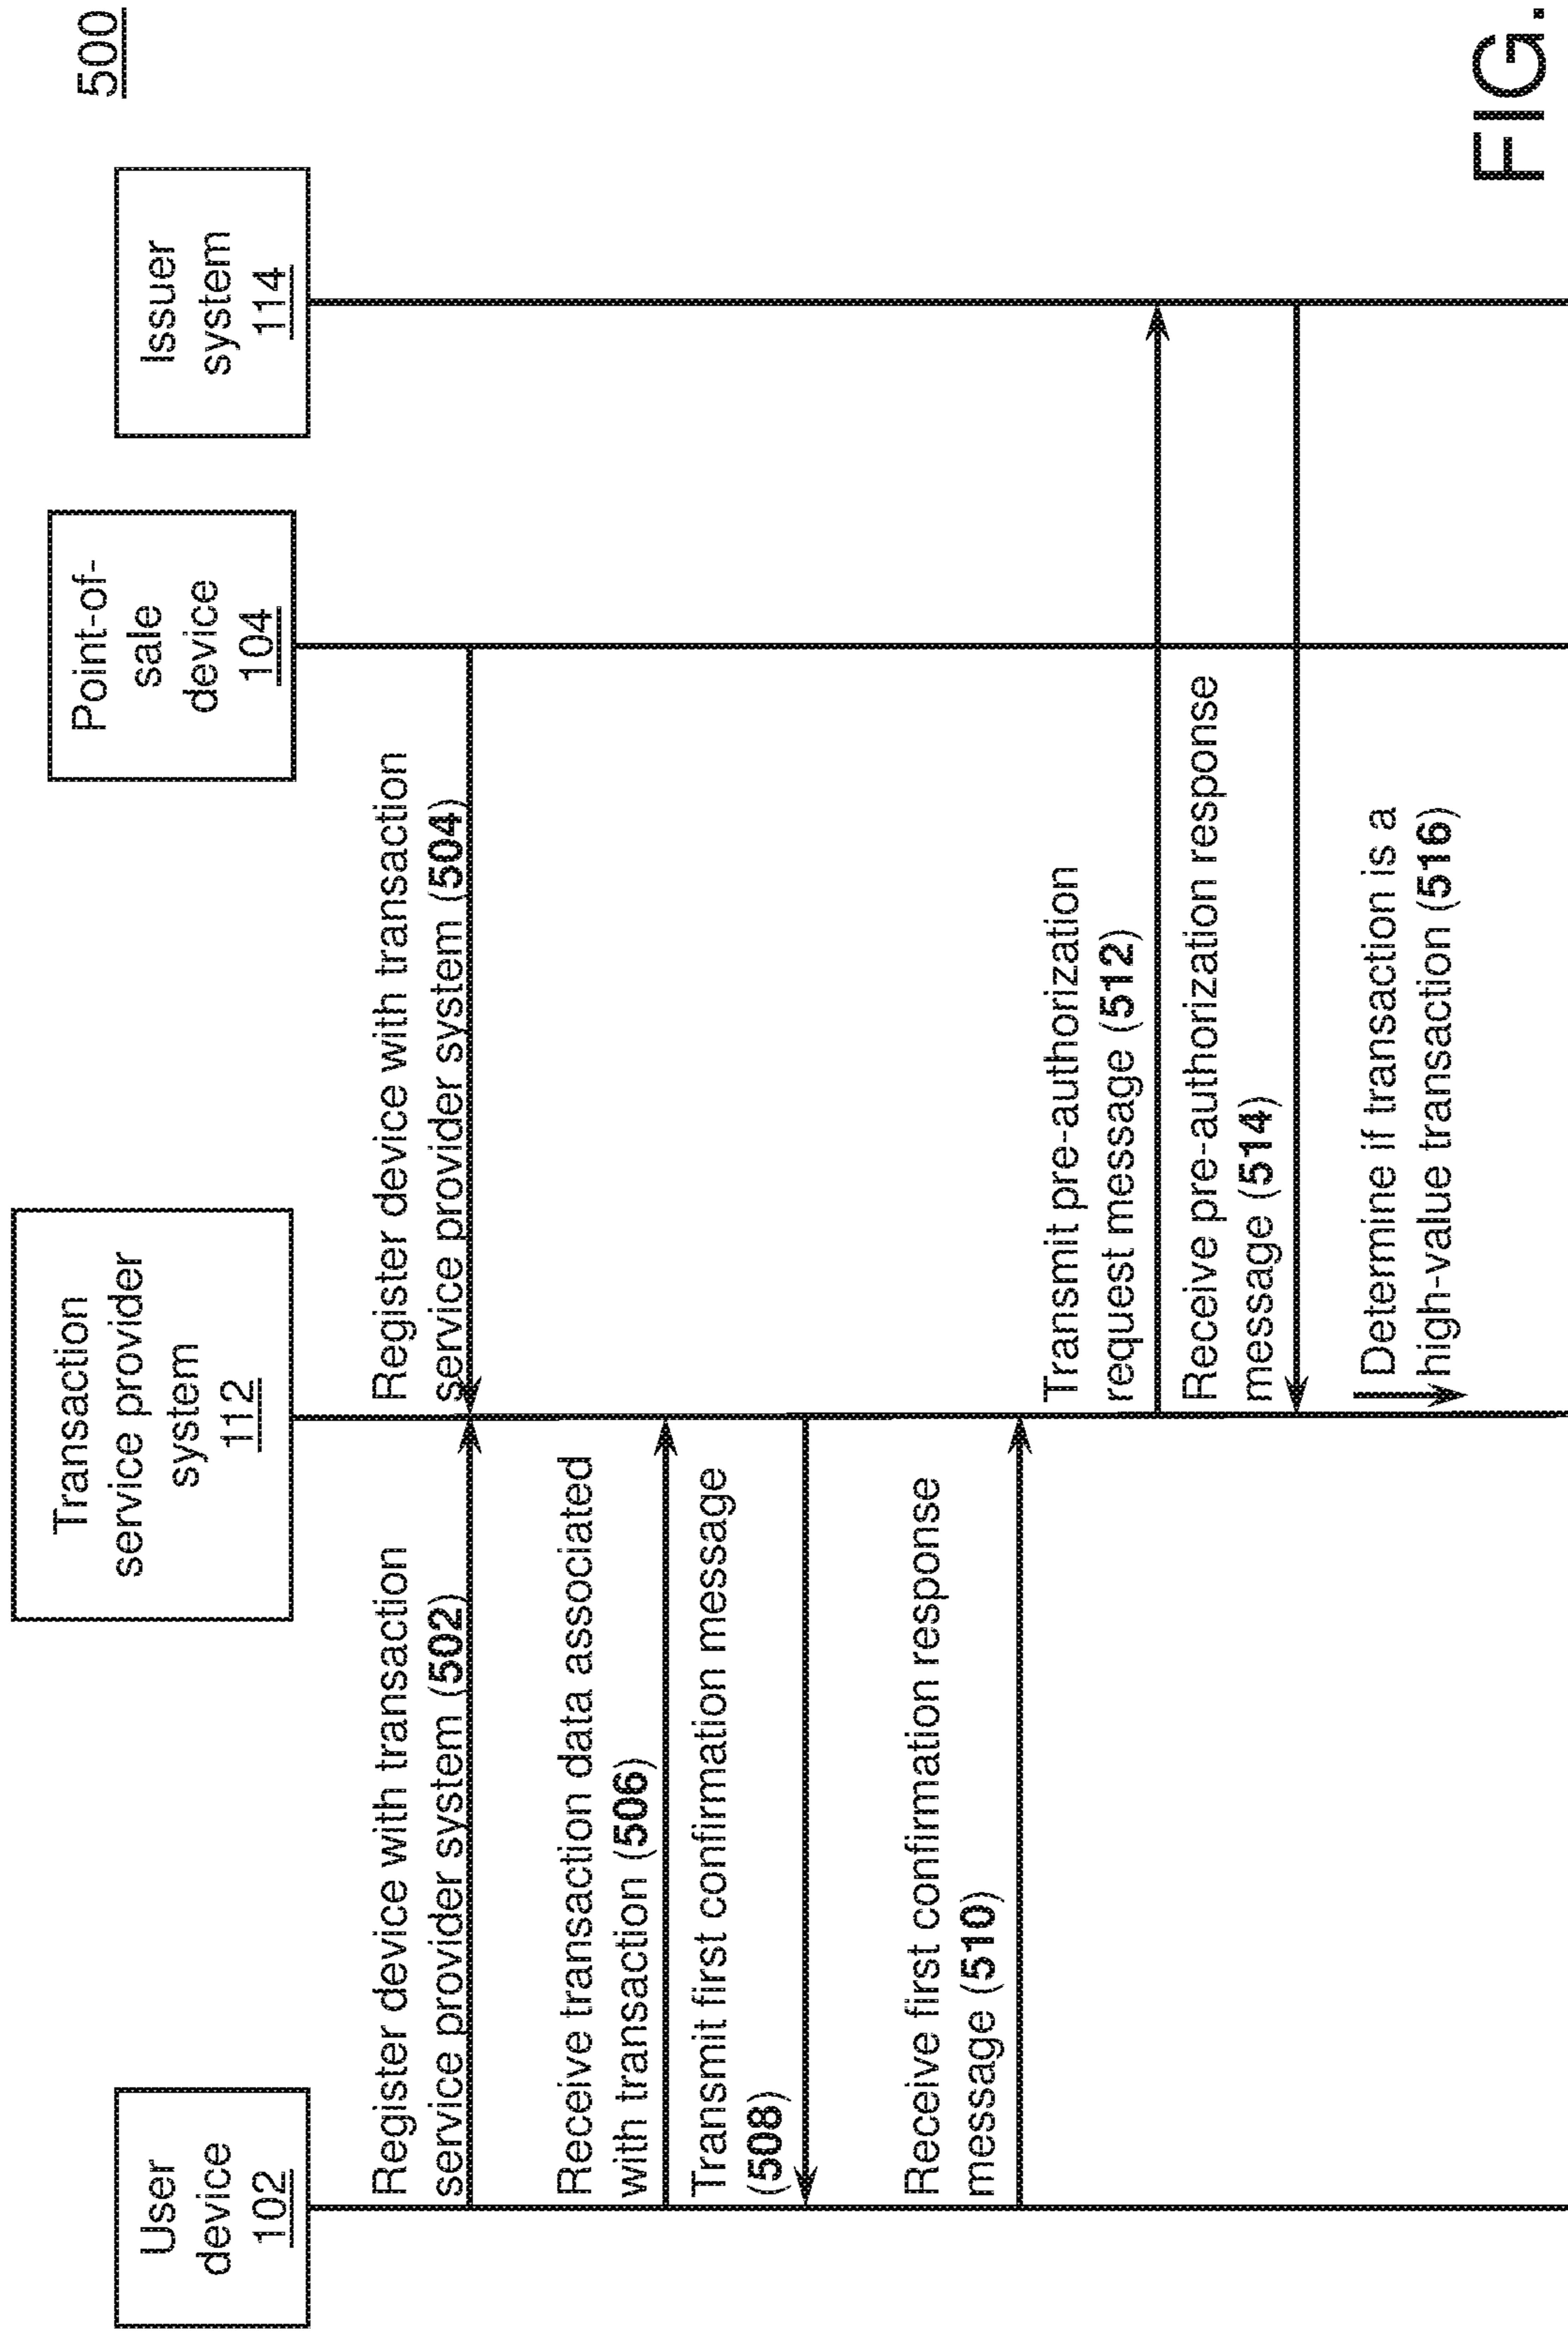 500
User
device
102
Transaction
service provider
system
112
Point-of-
sale
device
104
Issuer
system
114
Register device with transaction
service provider system (502)
Register device with transaction
service provider system (504)
Receive transaction data associated
with transaction (506)
Transmit first confirmation message
(508)
Receive first confirmation response
message (510)
Transmit pre-authorization
request message (512)
Receive pre-authorization response
message (514)
Determine if transaction is a
high-value transaction (516)
FIG.